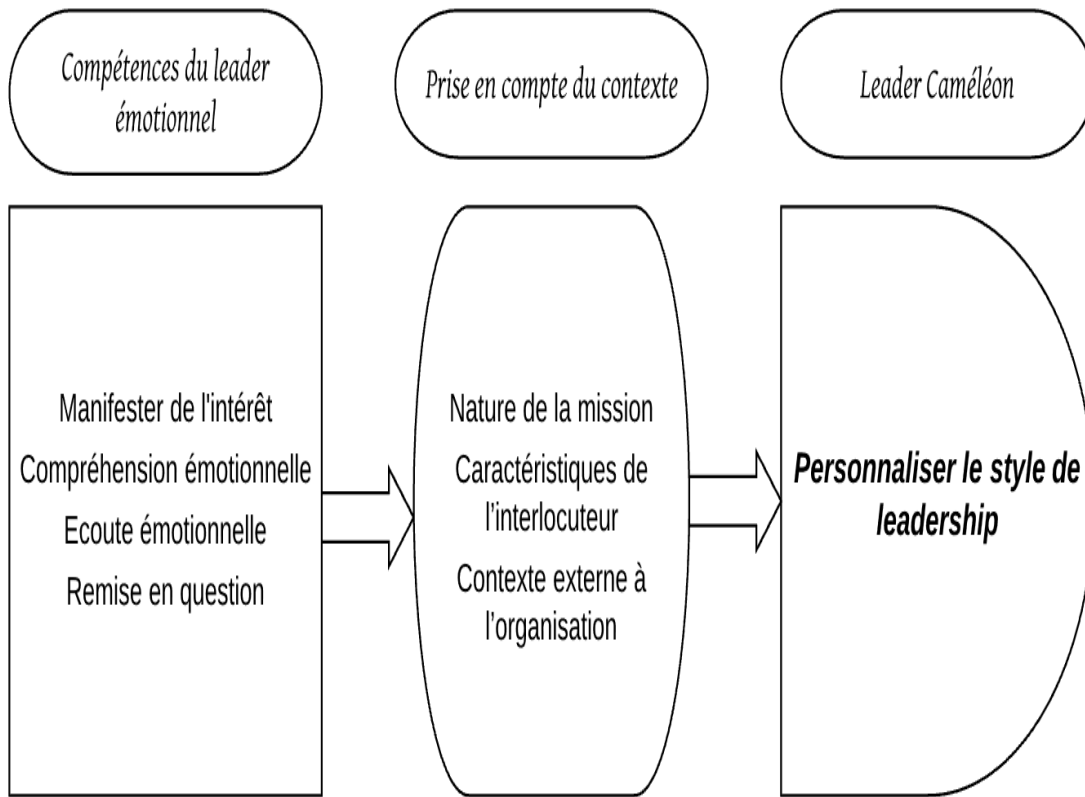 Compétences du leader
émotionnel
Prise en compte du contexte
Leader Caméléon
Manifester de l'intérêt
Compréhension émotionnelle
Ecoute émotionnelle
Remise en question
Nature de la mission
Caractéristiques de
l’interlocuteur
Contexte externe à
l’organisation
Personnaliser le style de
leadership